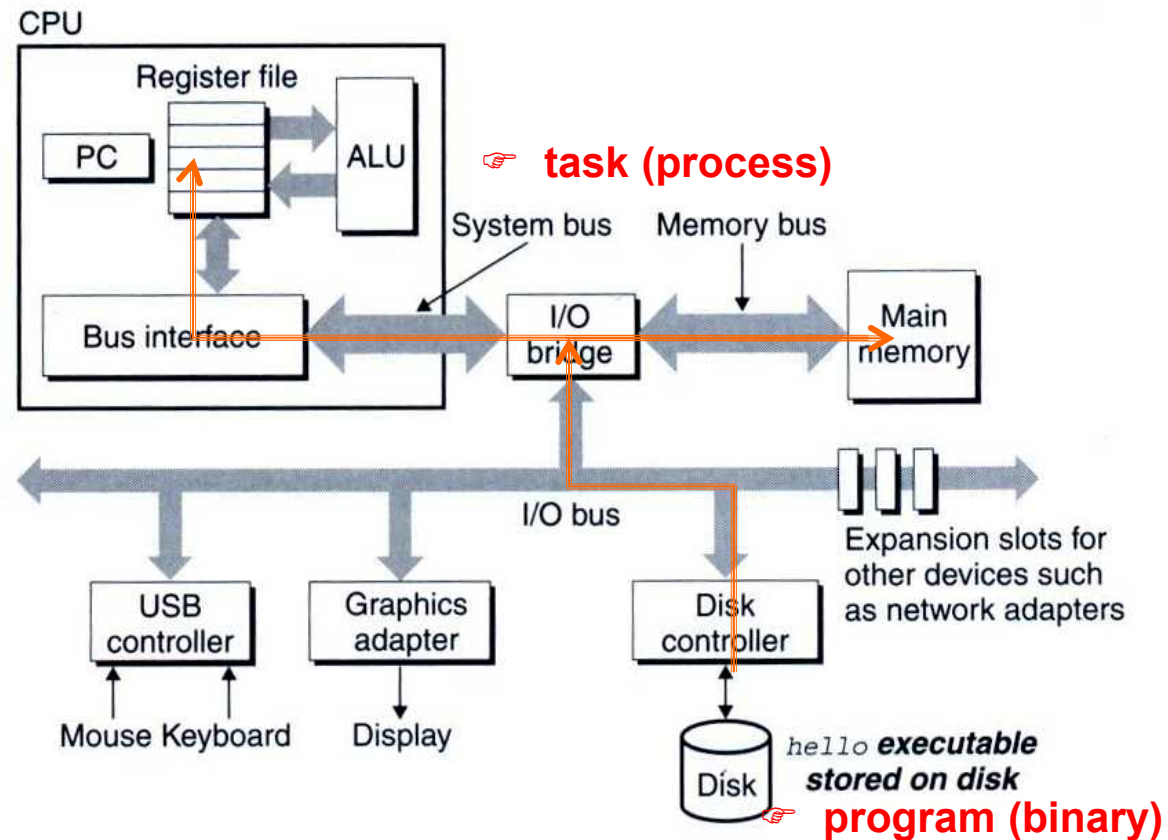 CPU
Register file
PC
ALU
☞ task (process)
System bus
Memory bus
Bus interface
I/O
bridge
Main
memory
I/O bus
Expansion slots for
other devices such
as network adapters
USB
controller
Graphics
adapter
Disk
controller
Mouse Keyboard
Display
Disk
hello executable
stored on disk
☞ program (binary)